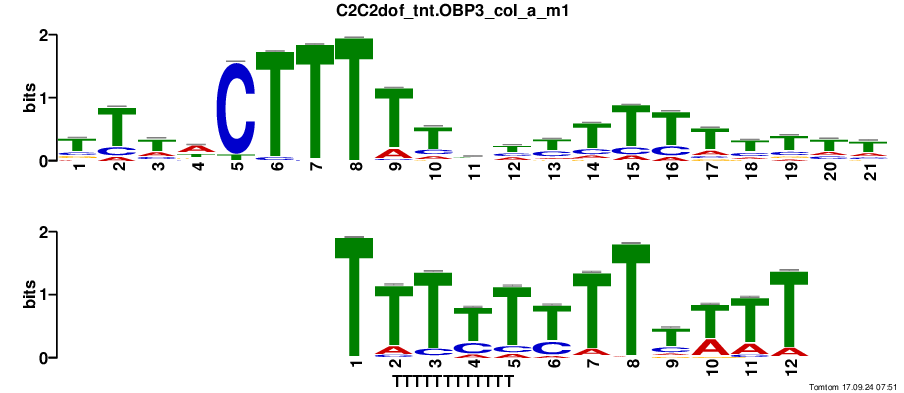 C2C2dof_tnt.OBP3_col_a_m1
2
1
0
bits
1 2 3 4 5 6 7 8 9 10 11 12 13 14 15 16 17 18 19 20 21
2
1
0
bits
1 2 3 4 5 6 7 8 9 10 11 12
TTTTTTTTTTTT
Tomtom 17.09.24 07:51